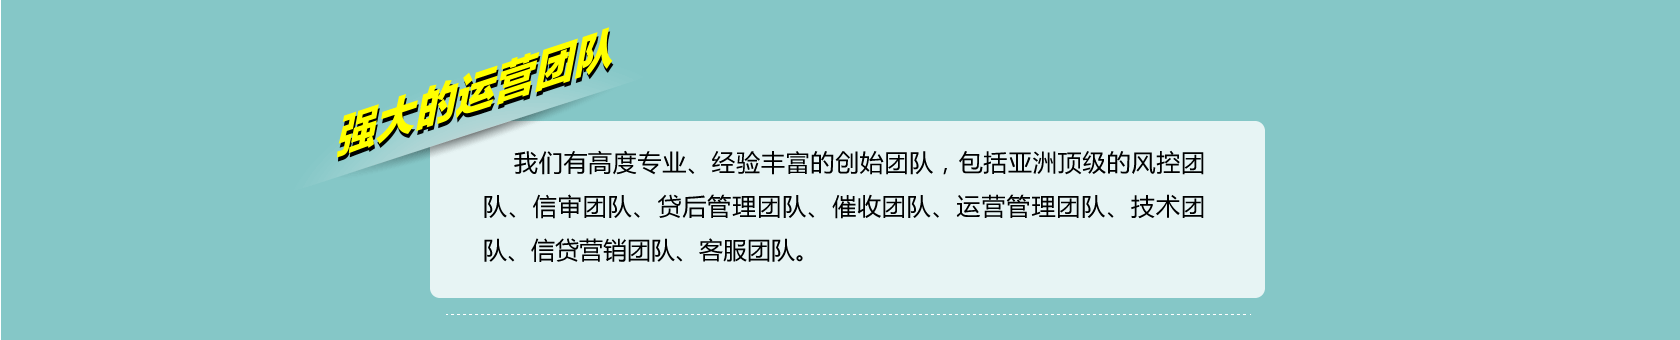 强大的运营团队
我们有高度专业、经验丰富的创始团队，包括亚洲顶级的风控团
队、信审团队、贷后管理团队、催收团队、运营管理团队、技术团
队、信贷营销团队、客服团队。